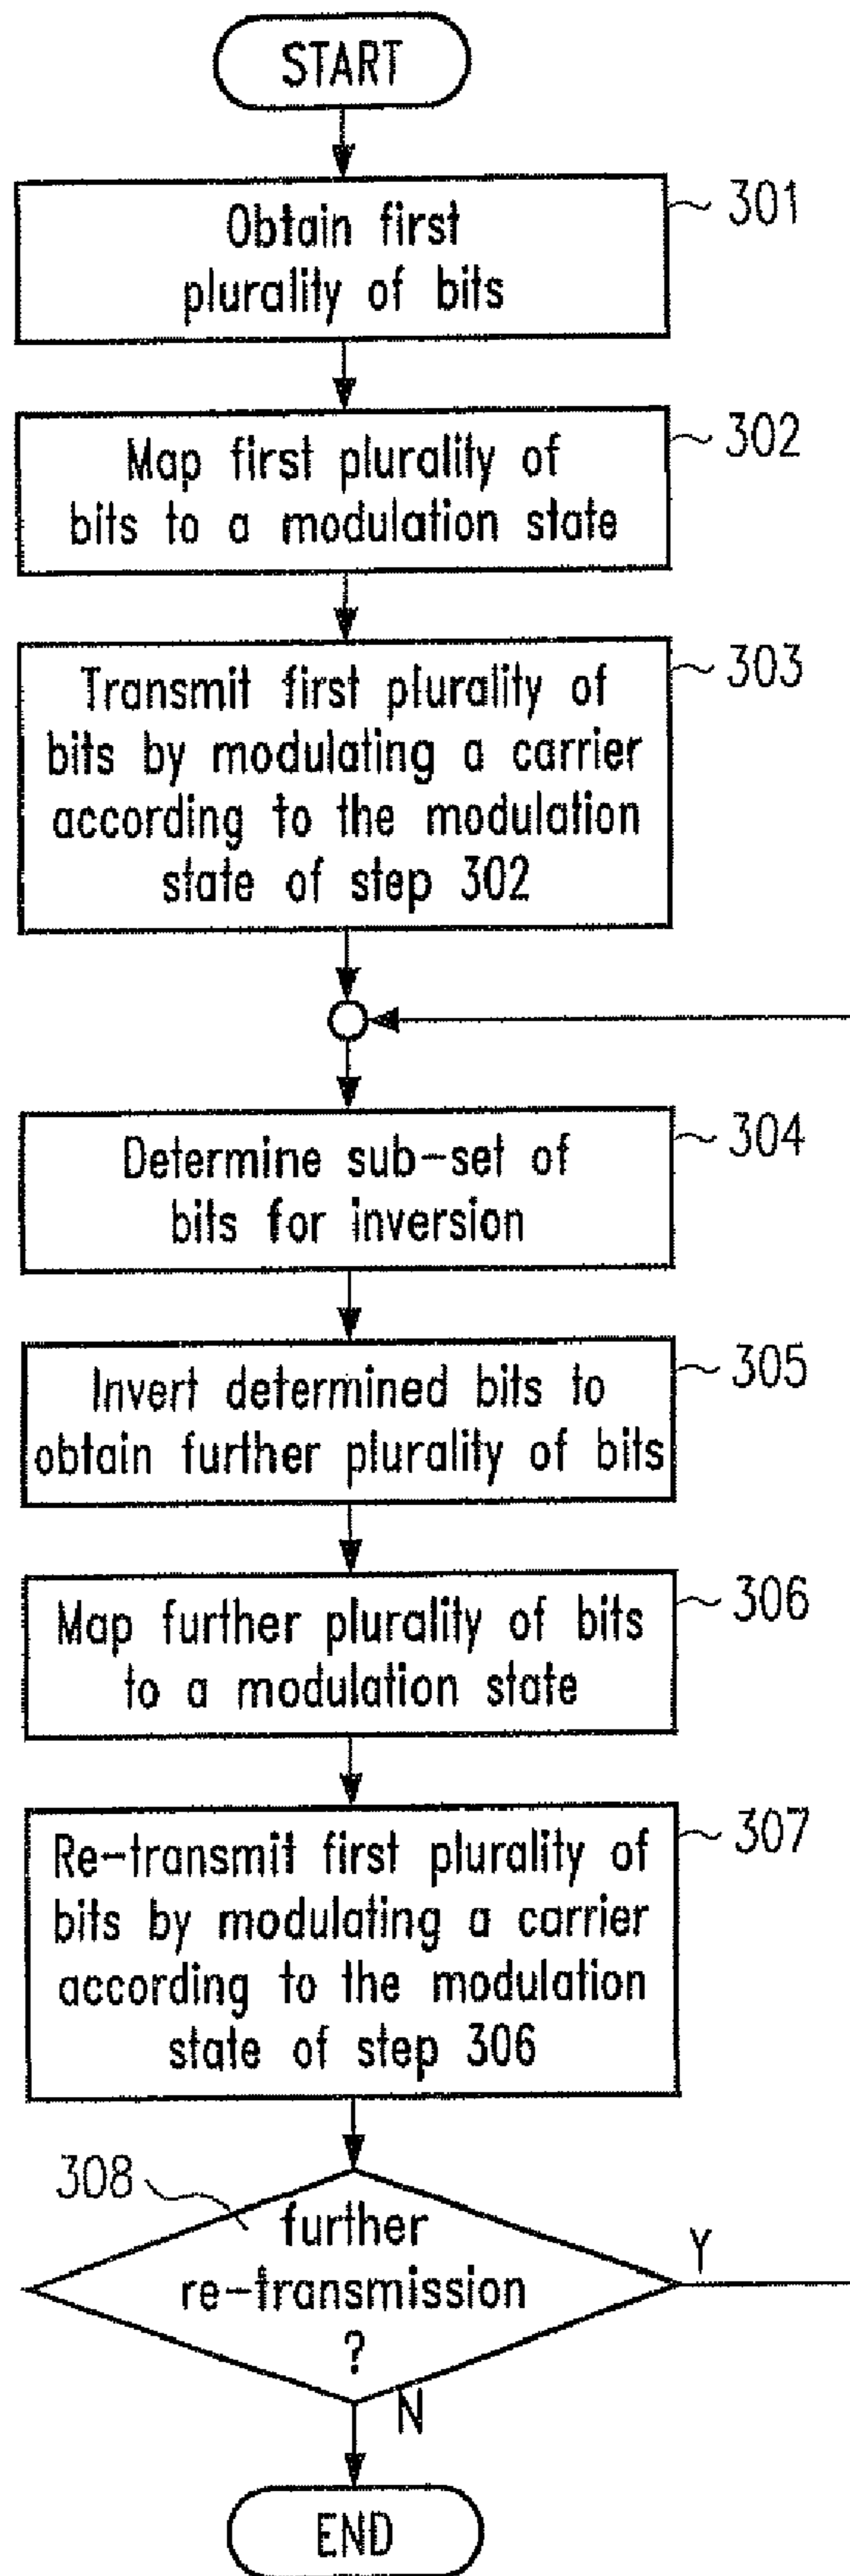 START
301
Obtain first
plurality of bits
302
Map first plurality of
bits to a modulation state
303
Transmit first plurality of
bits by modulating a carrier
according to the modulation
state of step 302
304
Determine sub-set of
bits for inversion
305
Invert determined bits to
obtain further plurality of bits
306
Map further plurality of bits
to a modulation state
307
Re-transmit first plurality of
bits by modulating a carrier
according to the modulation
state of step 306
308
further
re-transmission
?
Y
N
END